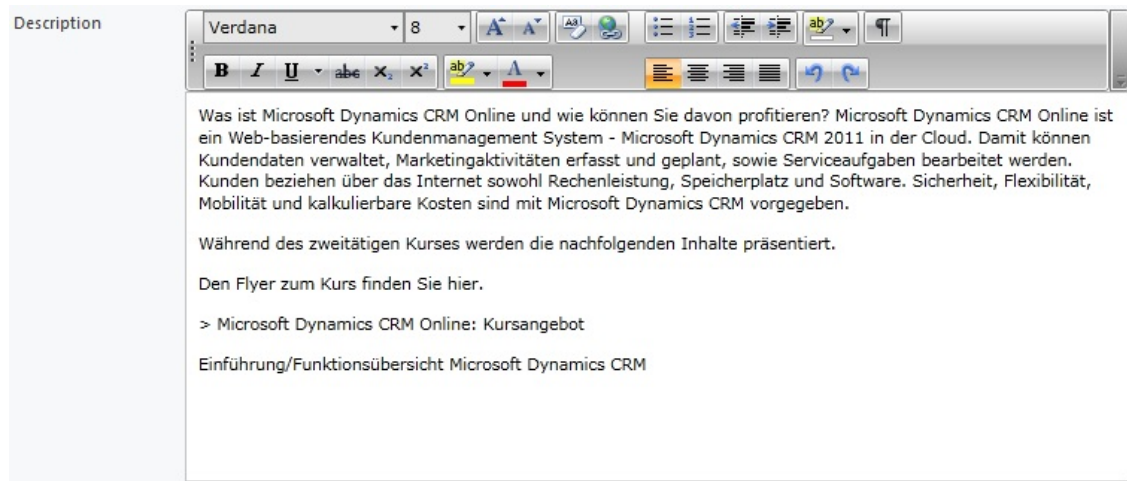 Description
Verdana 8 A A
B I U abc X₂ X² ab A
Was ist Microsoft Dynamics CRM Online und wie können Sie davon profitieren? Microsoft Dynamics CRM Online ist
ein Web-basierendes Kundenmanagement System - Microsoft Dynamics CRM 2011 in der Cloud. Damit können
Kundendaten verwaltet, Marketingaktivitäten erfasst und geplant, sowie Serviceaufgaben bearbeitet werden.
Kunden beziehen über das Internet sowohl Rechenleistung, Speicherplatz und Software. Sicherheit, Flexibilität,
Mobilität und kalkulierbare Kosten sind mit Microsoft Dynamics CRM vorgegeben.
Während des zweitätigen Kurses werden die nachfolgenden Inhalte präsentiert.
Den Flyer zum Kurs finden Sie hier.
> Microsoft Dynamics CRM Online: Kursangebot
Einführung/Funktionsübersicht Microsoft Dynamics CRM